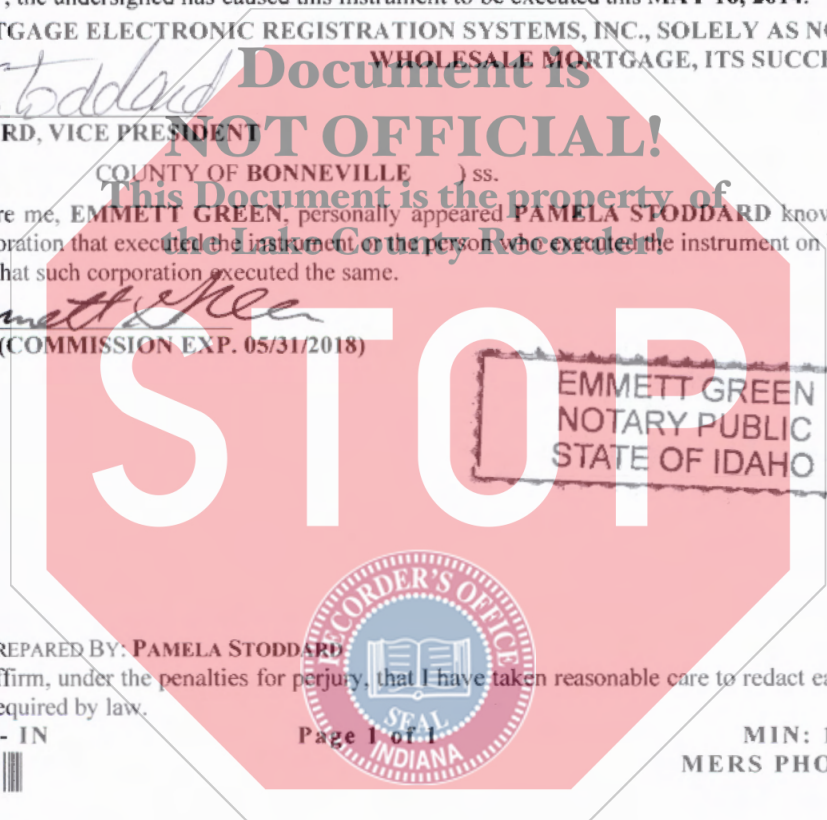 , the undersigned has caused this instrument to be executed this MAY 16, 2014.
TGAGE ELECTRONIC REGISTRATION SYSTEMS, INC., SOLELY AS NO
WHOLESALE MORTGAGE, ITS SUCCE
Document is
Stoddard
RD, VICE PRESIDENT
NOT OFFICIAL!
COUNTY OF BONNEVILLE ) ss.
This Document is the property of
re me, EMMETT GREEN, personally appeared PAMELA STODDARD know
oration that executed the instrument or the person who executed the instrument on
the Lake County Recorder!
hat such corporation executed the same.
mett Green
(COMMISSION EXP. 05/31/2018)
STOP
EMMETT GREEN
NOTARY PUBLIC
STATE OF IDAHO
RECORDER'S OFFICE
SEAL
INDIANA
REPARED BY: PAMELA STODDARD
ffirm, under the penalties for perjury, that I have taken reasonable care to redact ea
equired by law.
- IN Page 1 of 1 MIN: 1
MERS PHO